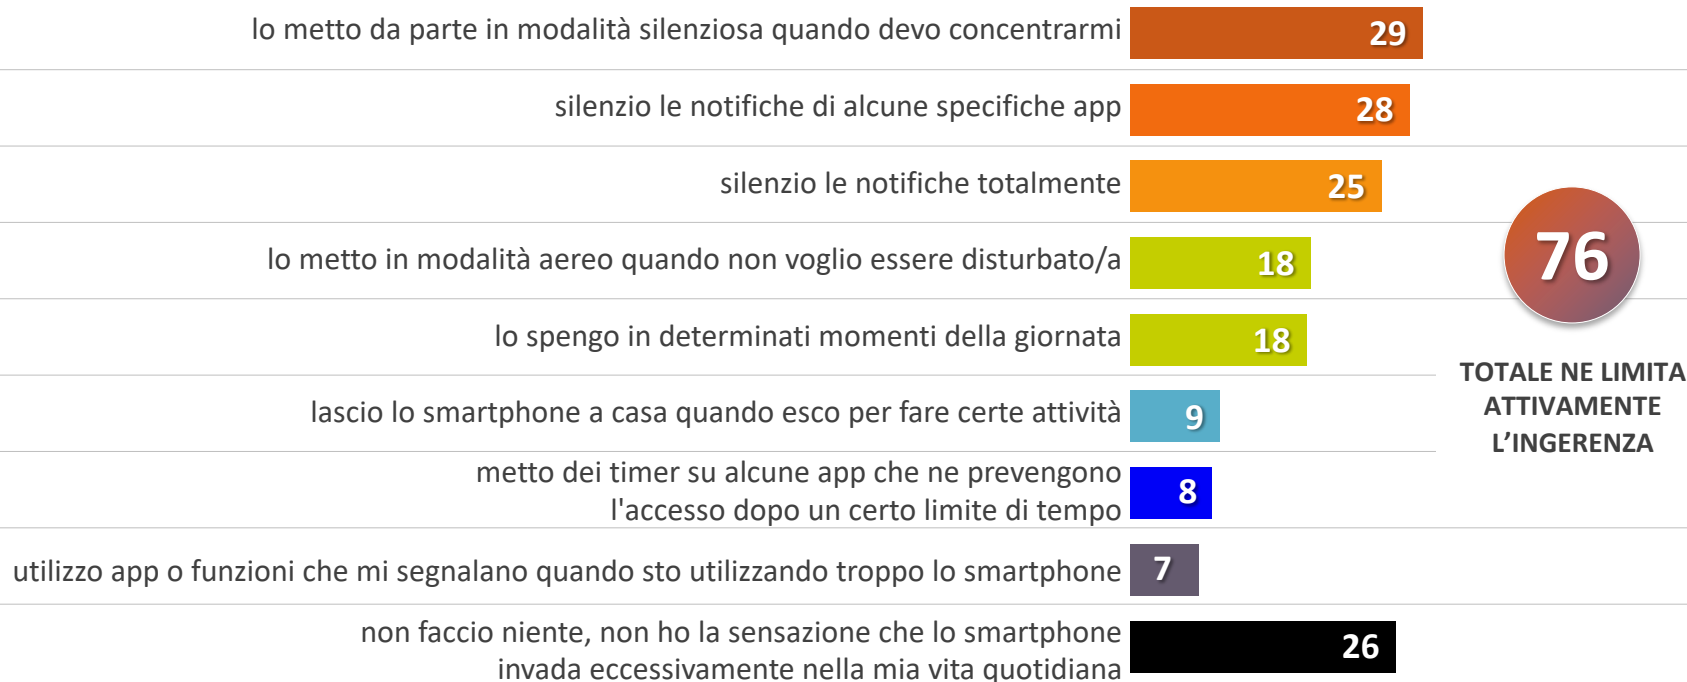 lo metto da parte in modalità silenziosa quando devo concentrarmi 29
silenzio le notifiche di alcune specifiche app 28
silenzio le notifiche totalmente 25
lo metto in modalità aereo quando non voglio essere disturbato/a 18
lo spengo in determinati momenti della giornata 18
lascio lo smartphone a casa quando esco per fare certe attività 9
metto dei timer su alcune app che ne prevengono
l'accesso dopo un certo limite di tempo 8
utilizzo app o funzioni che mi segnalano quando sto utilizzando troppo lo smartphone 7
non faccio niente, non ho la sensazione che lo smartphone
invada eccessivamente nella mia vita quotidiana 26
76
TOTALE NE LIMITA
ATTIVAMENTE
L’INGERENZA